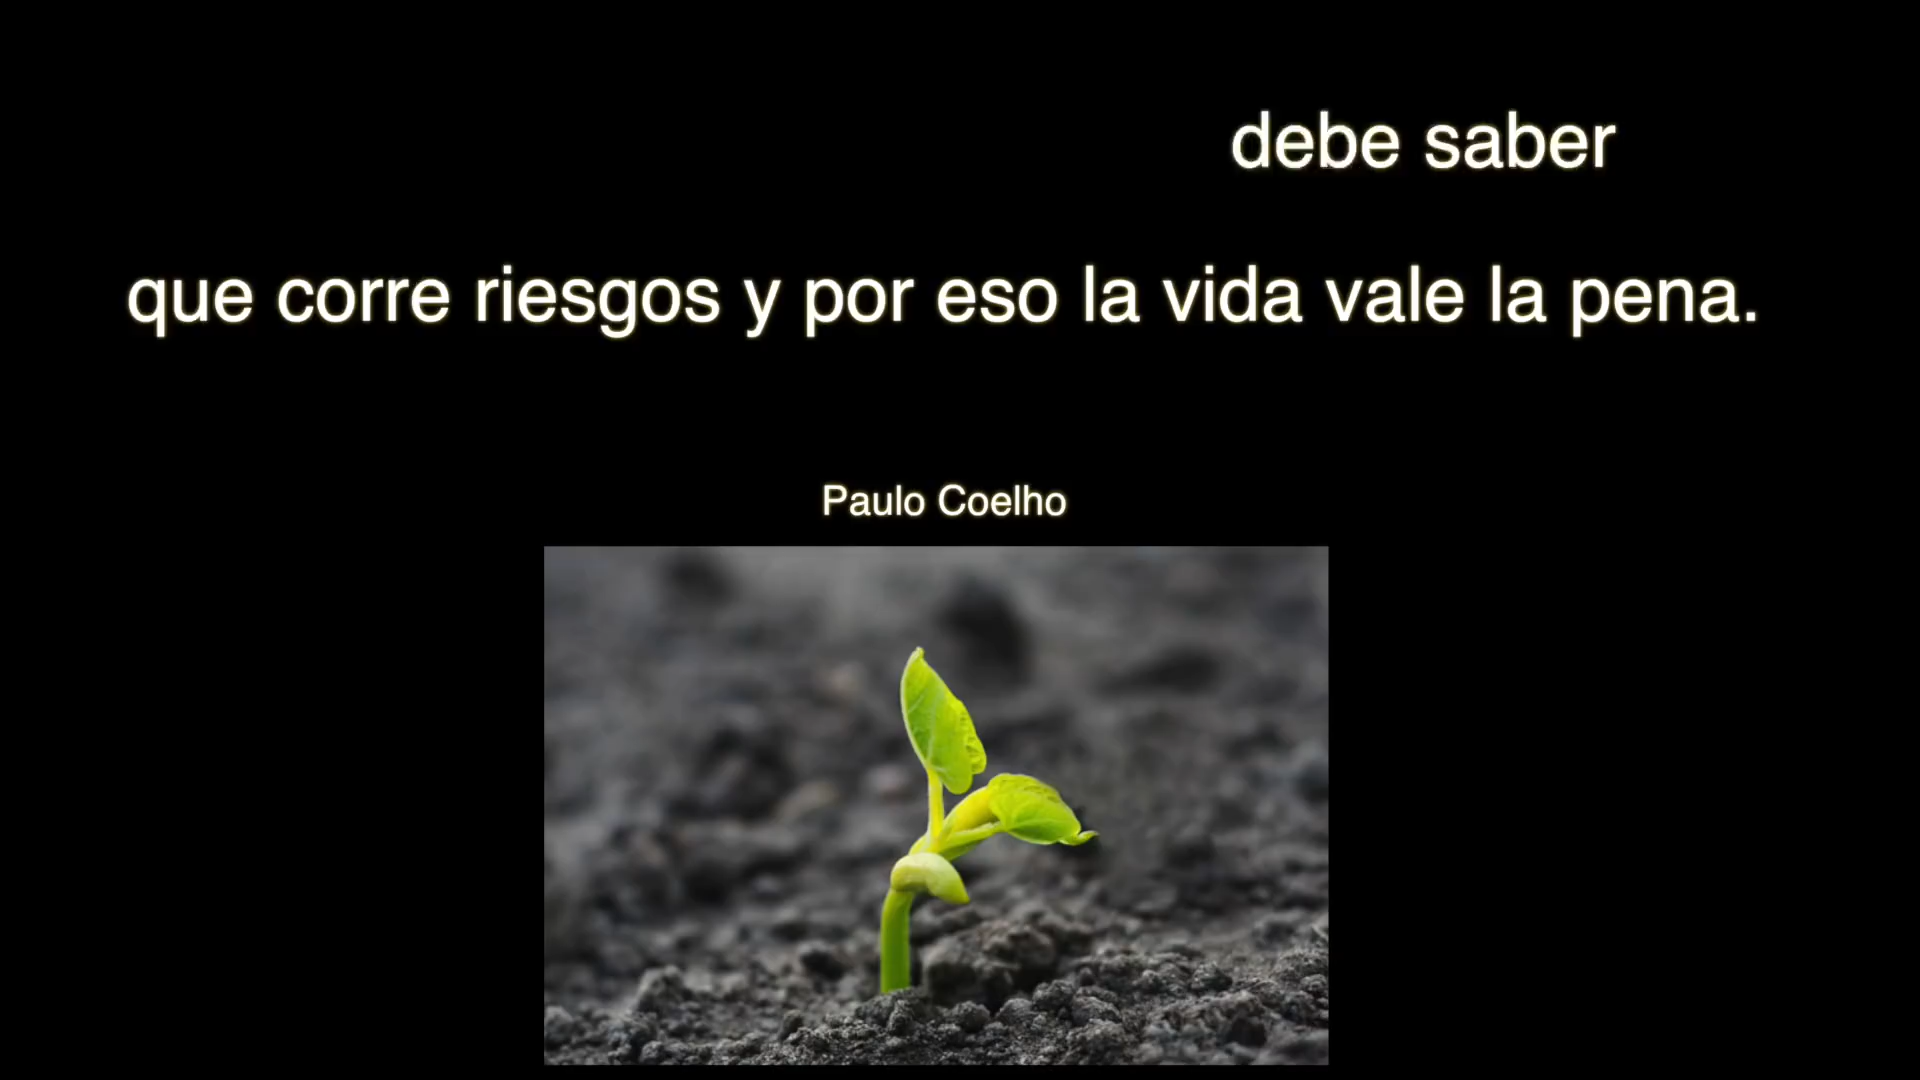 debe saber
que corre riesgos y por eso la vida vale la pena.
Paulo Coelho